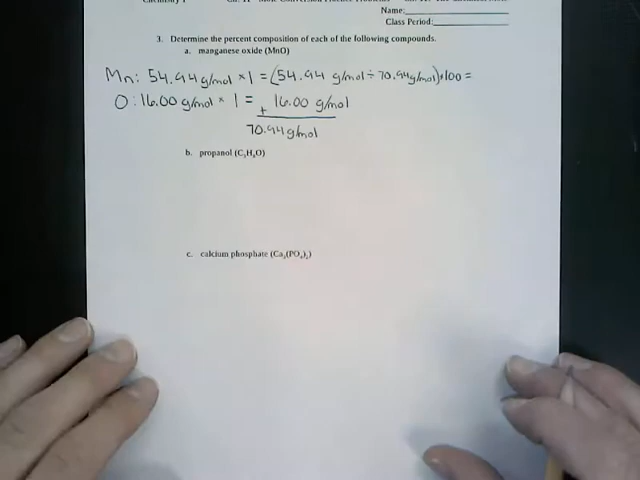 Name:
Class Period:
3. Determine the percent composition of each of the following compounds.
a. manganese oxide (MnO)
Mn: 54.94 g/mol × 1 = (54.94 g/mol ÷ 70.94 g/mol) × 100 =
O: 16.00 g/mol × 1 = + 16.00 g/mol
70.94 g/mol
b. propanol (C₃H₈O)
c. calcium phosphate (Ca₃(PO₄)₂)